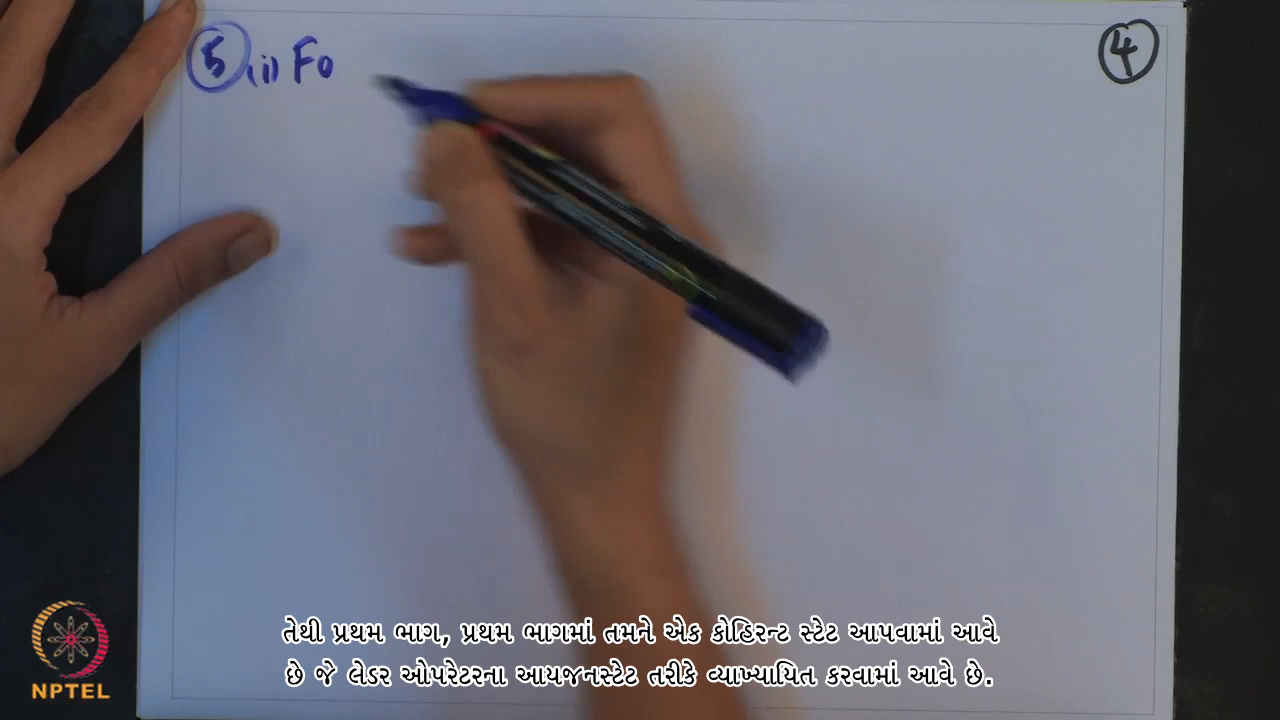 ⑤ (i) Fo
④
તેથી પ્રથમ ભાગ, પ્રથમ ભાગમાં તમને એક કોહિરન્ટ સ્ટેટ આપવામાં આવે
છે જે લેડર ઓપરેટરના આયજનસ્ટેટ તરીકે વ્યાખ્યાયિત કરવામાં આવે છે.
NPTEL